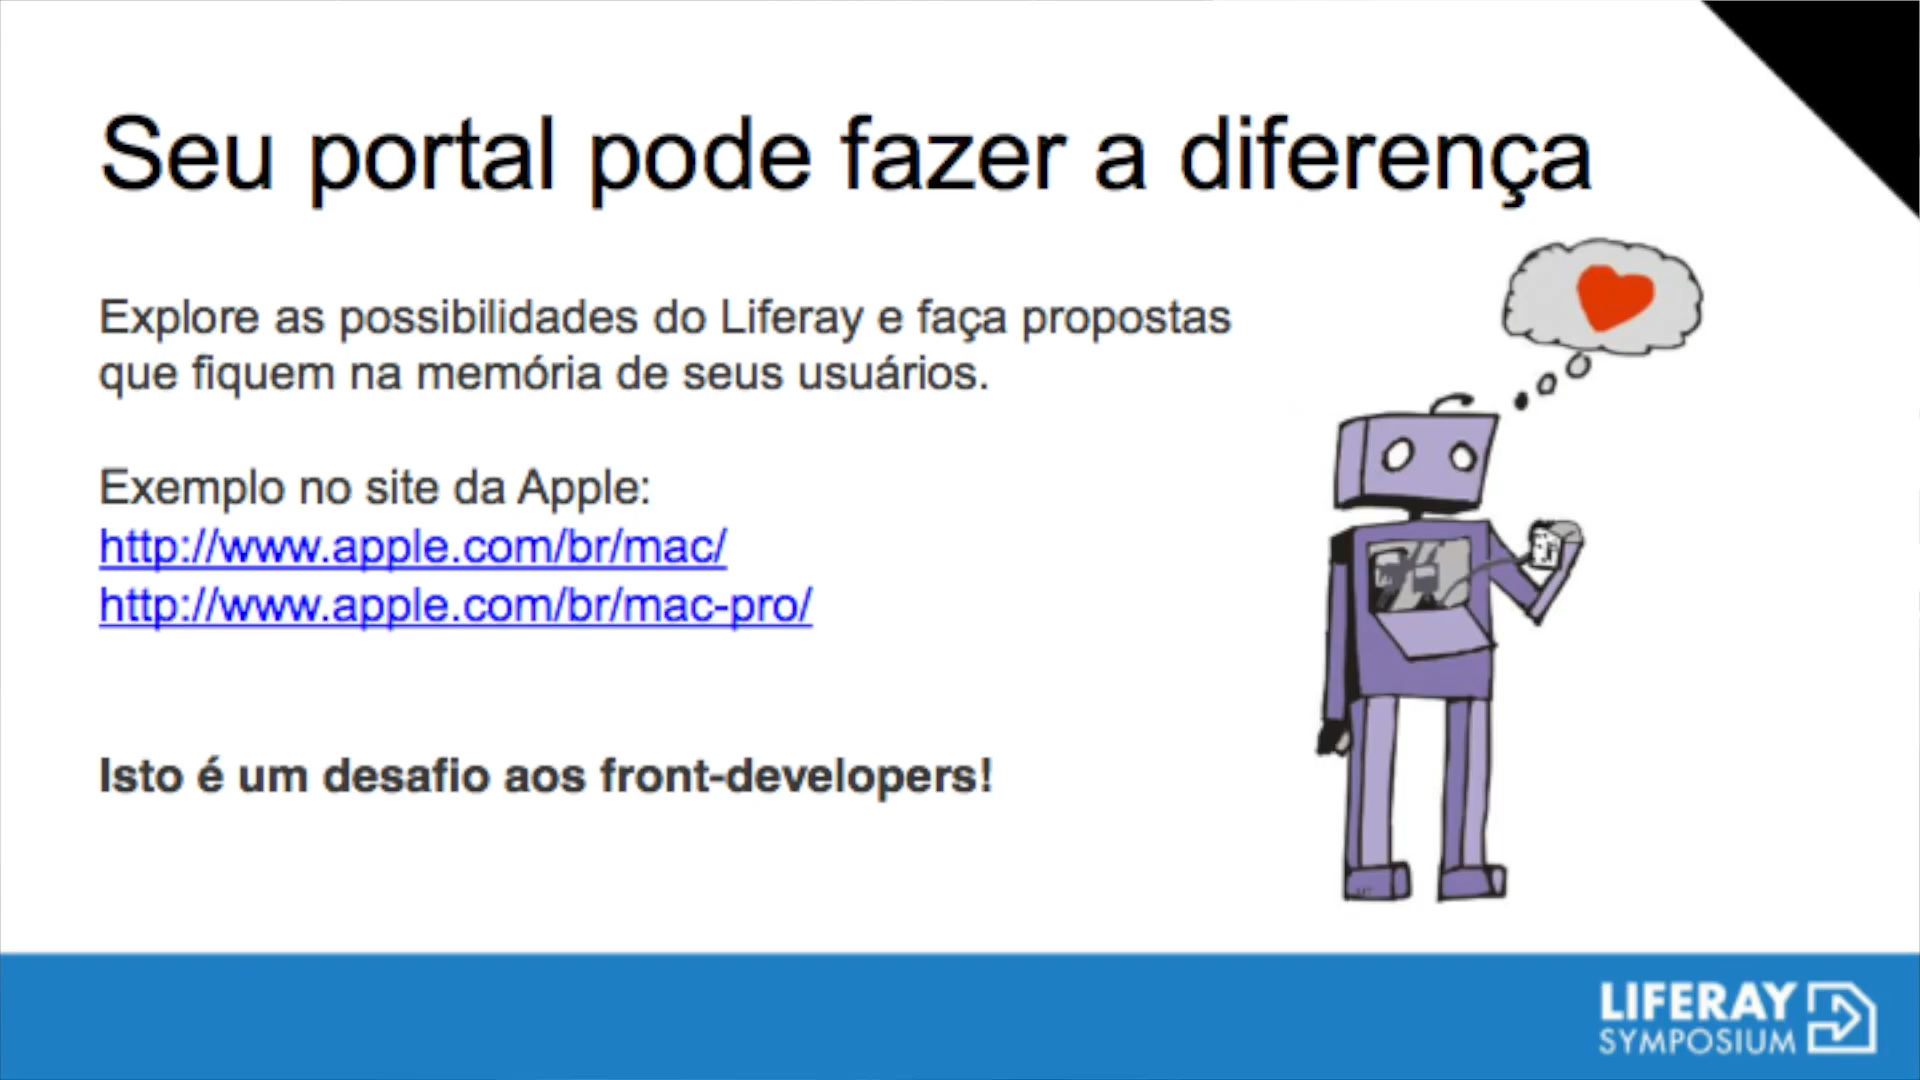 Seu portal pode fazer a diferença
Explore as possibilidades do Liferay e faça propostas
que fiquem na memória de seus usuários.
Exemplo no site da Apple:
http://www.apple.com/br/mac/
http://www.apple.com/br/mac-pro/
Isto é um desafio aos front-developers!
LIFERAY
SYMPOSIUM